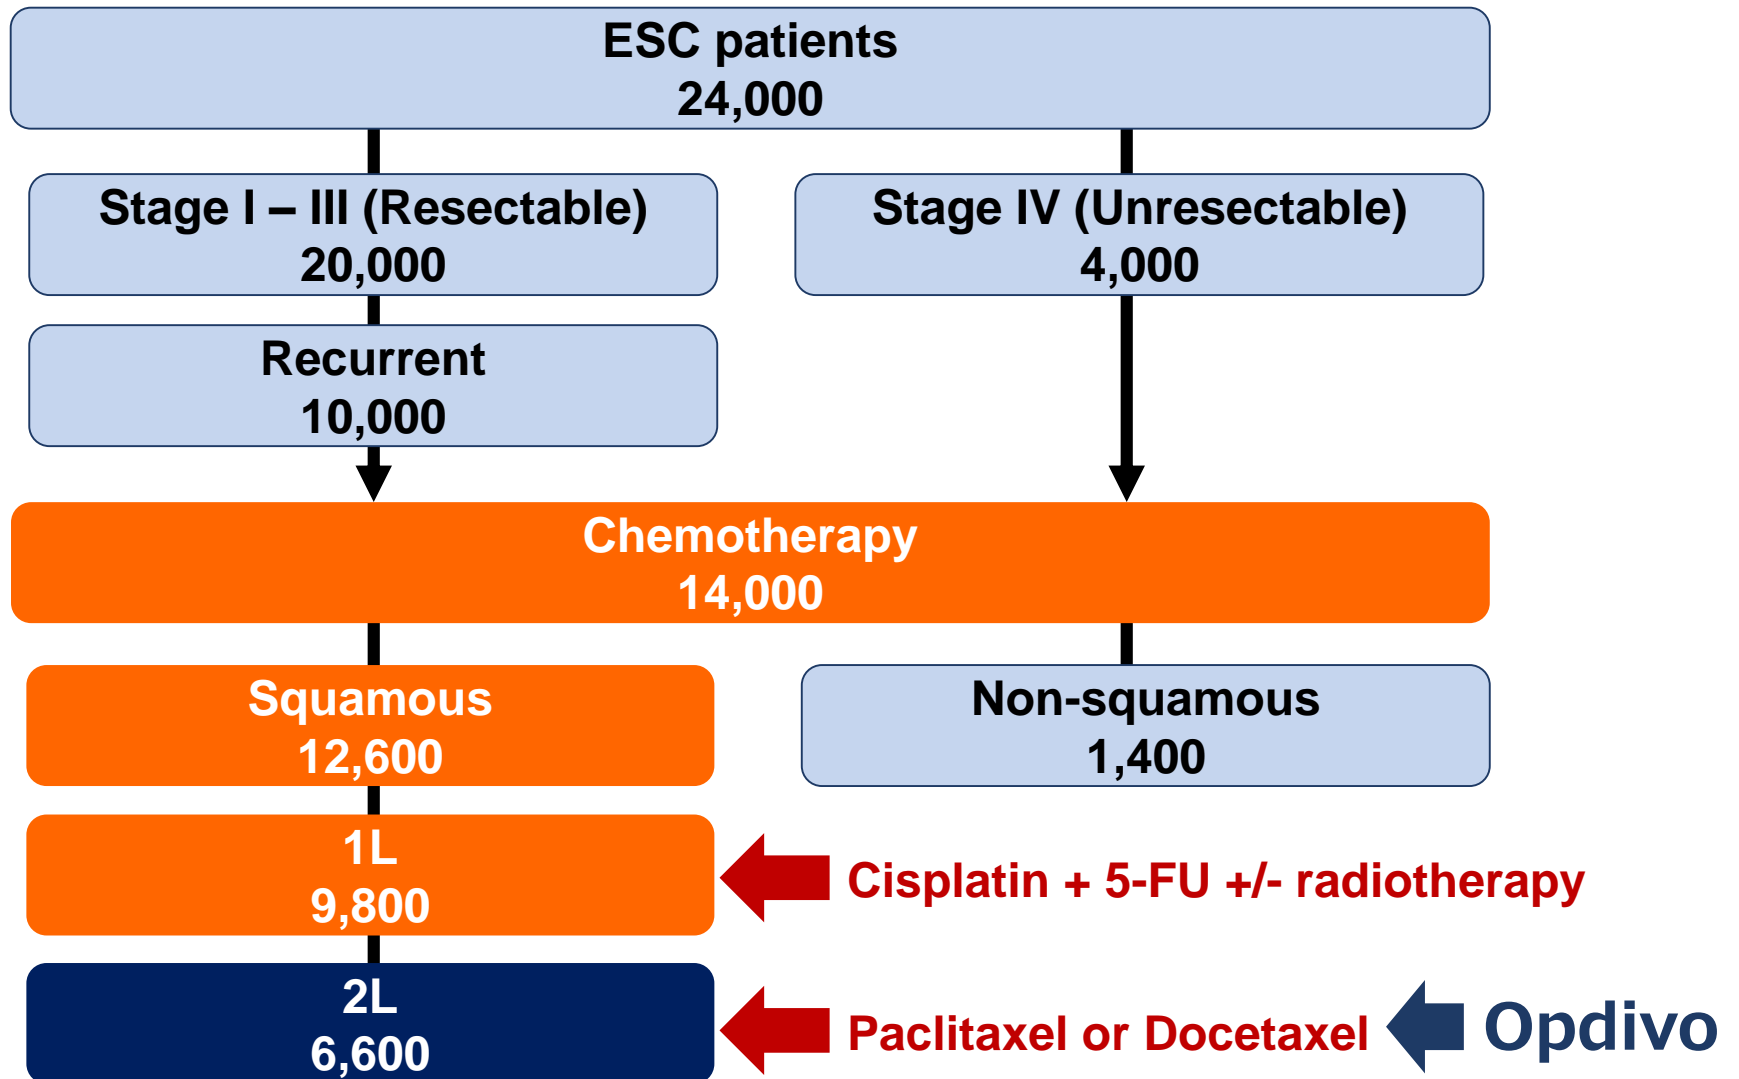 ESC patients
24,000
Stage I – III (Resectable)
20,000
Stage IV (Unresectable)
4,000
Recurrent
10,000
Chemotherapy
14,000
Squamous
12,600
Non-squamous
1,400
1L
9,800
Cisplatin + 5-FU +/- radiotherapy
2L
6,600
Paclitaxel or Docetaxel
Opdivo